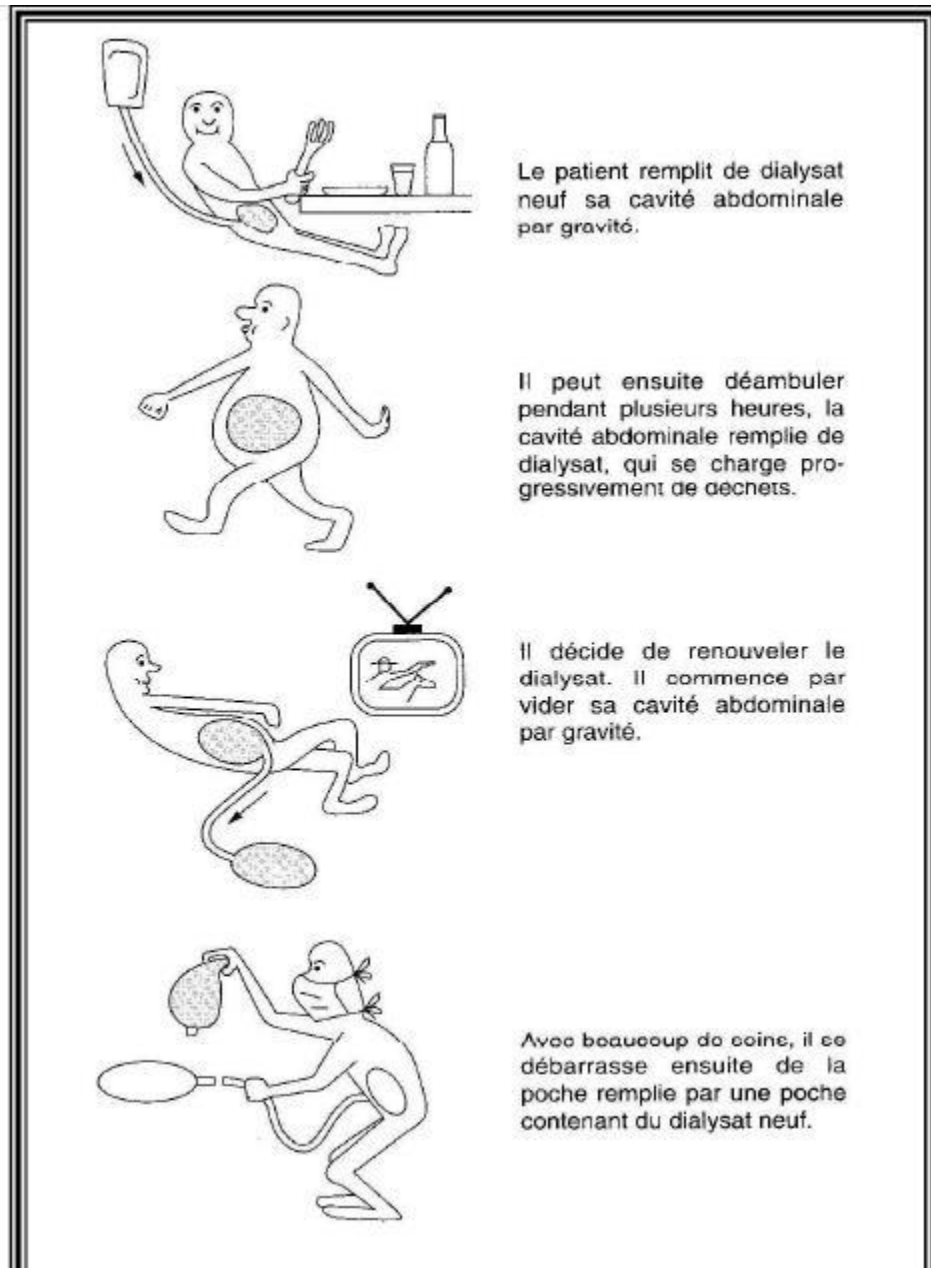 Le patient remplit de dialysat
neuf sa cavité abdominale
par gravité.
Il peut ensuite déambuler
pendant plusieurs heures, la
cavité abdominale remplie de
dialysat, qui se charge pro-
gressivement de déchets.
Il décide de renouveler le
dialysat. Il commence par
vider sa cavité abdominale
par gravité.
Avec beaucoup de soins, il se
débarrasse ensuite de la
poche remplie par une poche
contenant du dialysat neuf.